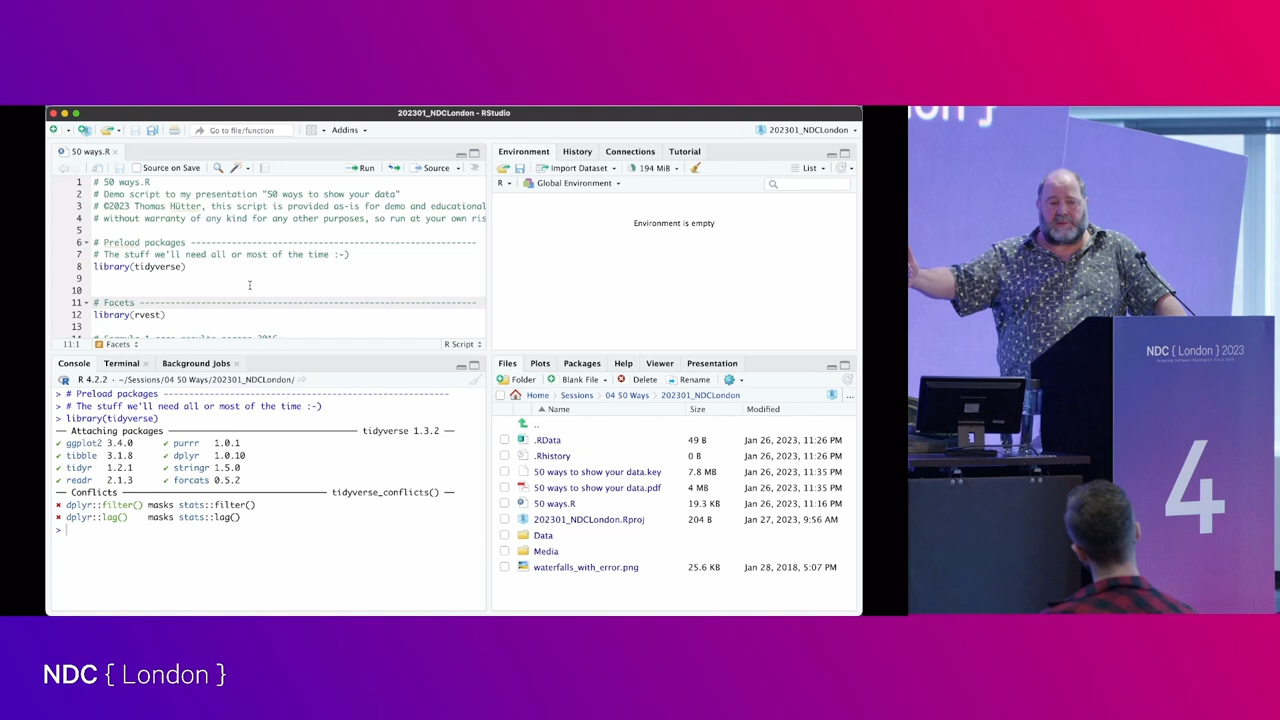 202301_NDCLondon - RStudio
Go to file/function
Addins
202301_NDCLondon
50 ways.R
Source on Save
Run
Source
1 # 50 ways.R
2 # Demo script to my presentation "50 ways to show your data"
3 # ©2023 Thomas Hütter, this script is provided as-is for demo and educational
4 # without warranty of any kind for any other purposes, so run at your own ris
5
6 # Preload packages ----------------------------------------------------
7 # The stuff we'll need all or most of the time :-)
8 library(tidyverse)
9
10
11 # Facets --------------------------------------------------------------
12 library(rvest)
13
11:1 Facets R Script
Environment History Connections Tutorial
Import Dataset 194 MiB List
R Global Environment
Environment is empty
Console Terminal Background Jobs
R 4.2.2 · ~/Sessions/04 50 Ways/202301_NDCLondon/
> # Preload packages ----------------------------------------------------
> # The stuff we'll need all or most of the time :-)
> library(tidyverse)
── Attaching packages ──────────────── tidyverse 1.3.2 ──
✔ ggplot2 3.4.0 ✔ purrr 1.0.1
✔ tibble 3.1.8 ✔ dplyr 1.0.10
✔ tidyr 1.2.1 ✔ stringr 1.5.0
✔ readr 2.1.3 ✔ forcats 0.5.2
── Conflicts ──────────────── tidyverse_conflicts() ──
✖ dplyr::filter() masks stats::filter()
✖ dplyr::lag() masks stats::lag()
>
Files Plots Packages Help Viewer Presentation
Folder Blank File Delete Rename
Home Sessions 04 50 Ways 202301_NDCLondon ...
Name Size Modified
..
.RData 49 B Jan 26, 2023, 11:26 PM
.Rhistory 0 B Jan 26, 2023, 11:26 PM
50 ways to show your data.key 7.8 MB Jan 26, 2023, 11:35 PM
50 ways to show your data.pdf 4 MB Jan 26, 2023, 11:35 PM
50 ways.R 19.3 KB Jan 26, 2023, 11:16 PM
202301_NDCLondon.Rproj 204 B Jan 27, 2023, 9:56 AM
Data
Media
waterfalls_with_error.png 25.6 KB Jan 28, 2018, 5:07 PM
NDC { London } 2023
4
NDC { London }